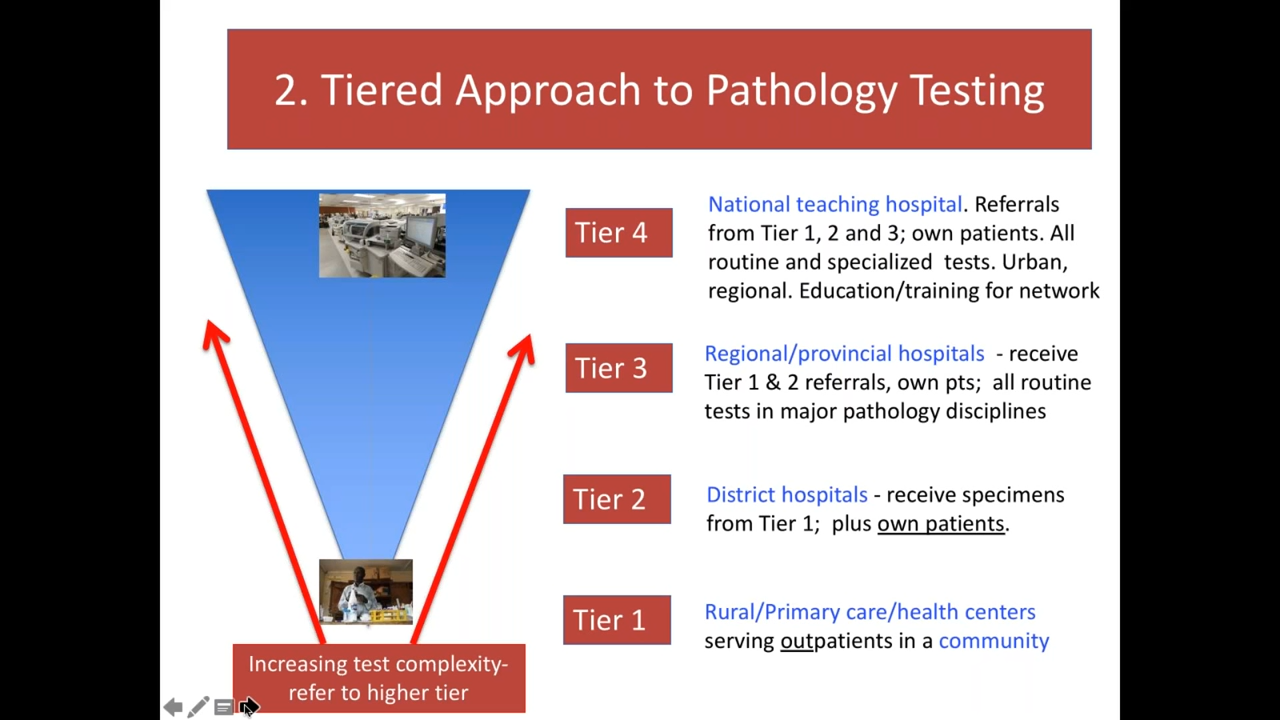 2. Tiered Approach to Pathology Testing
Tier 4
National teaching hospital. Referrals
from Tier 1, 2 and 3; own patients. All
routine and specialized tests. Urban,
regional. Education/training for network
Tier 3
Regional/provincial hospitals - receive
Tier 1 & 2 referrals, own pts; all routine
tests in major pathology disciplines
Tier 2
District hospitals - receive specimens
from Tier 1; plus own patients.
Tier 1
Rural/Primary care/health centers
serving outpatients in a community
Increasing test complexity-
refer to higher tier